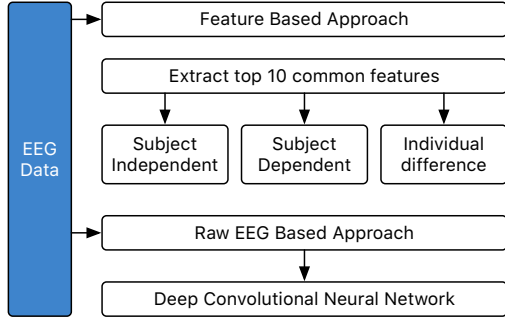 EEG
Data
Feature Based Approach
Extract top 10 common features
Subject
Independent
Subject
Dependent
Individual
difference
Raw EEG Based Approach
Deep Convolutional Neural Network